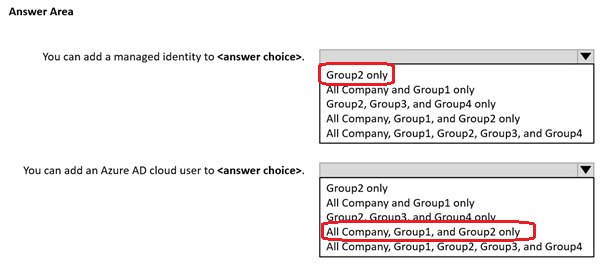 Answer Area
You can add a managed identity to <answer choice>.
Group2 only
All Company and Group1 only
Group2, Group3, and Group4 only
All Company, Group1, and Group2 only
All Company, Group1, Group2, Group3, and Group4
You can add an Azure AD cloud user to <answer choice>.
Group2 only
All Company and Group1 only
Group2, Group3, and Group4 only
All Company, Group1, and Group2 only
All Company, Group1, Group2, Group3, and Group4